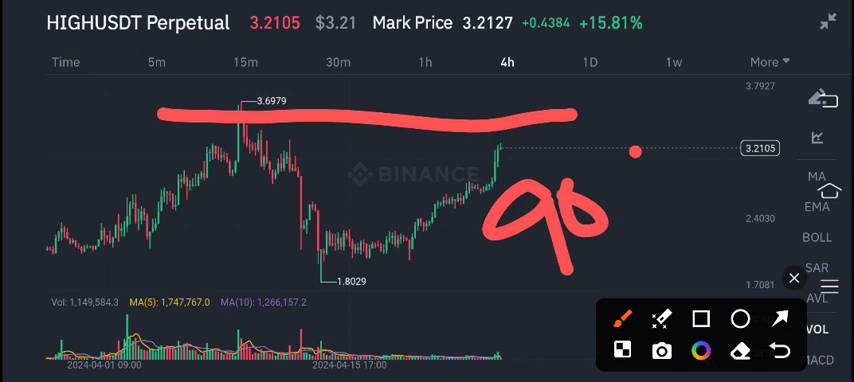 HIGHUSDT Perpetual 3.2105 $3.21 Mark Price 3.2127 +0.4384 +15.81%
Time 5m 15m 30m 1h 4h 1D 1w More
3.7927
3.6979
3.2105
BINANCE
MA
EMA
2.4030
BOLL
SAR
1.8029
1.7081
AVL
Vol: 1,149,584.3 MA(5): 1,747,767.0 MA(10): 1,266,157.2
VOL
MACD
2024-04-01 09:00 2024-04-15 17:00